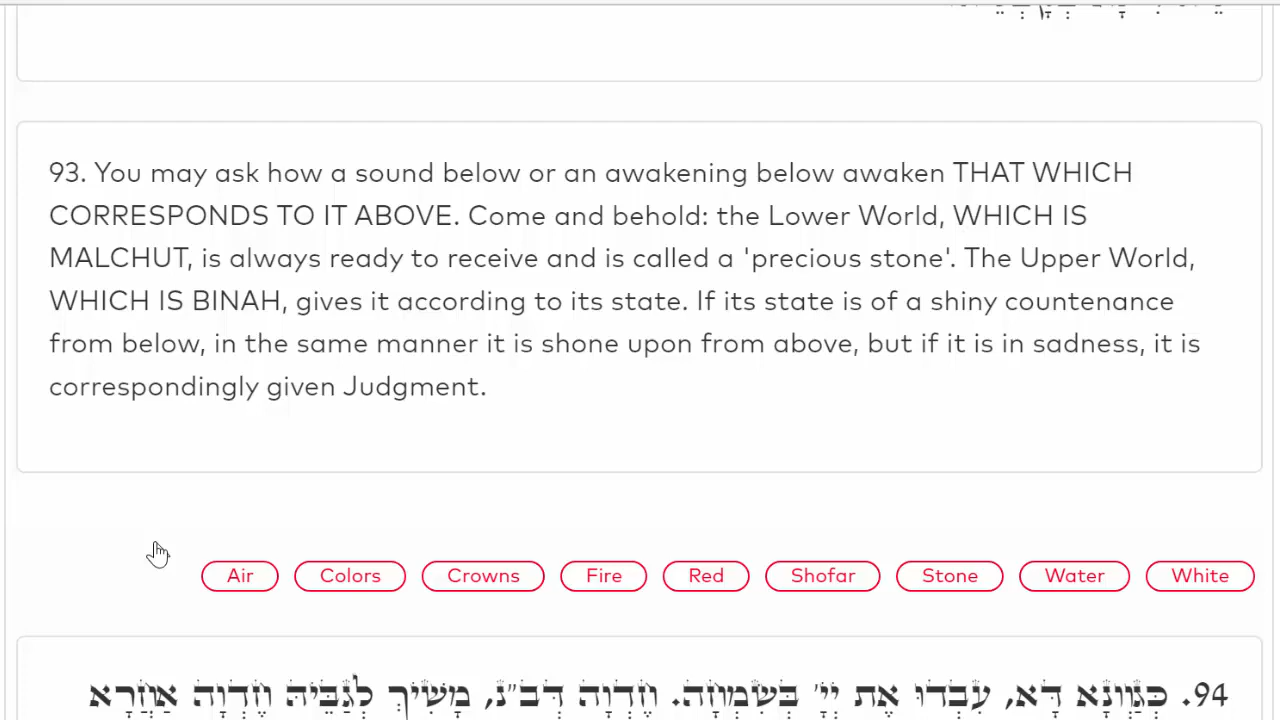 93. You may ask how a sound below or an awakening below awaken THAT WHICH
CORRESPONDS TO IT ABOVE. Come and behold: the Lower World, WHICH IS
MALCHUT, is always ready to receive and is called a 'precious stone'. The Upper World,
WHICH IS BINAH, gives it according to its state. If its state is of a shiny countenance
from below, in the same manner it is shone upon from above, but if it is in sadness, it is
correspondingly given Judgment.
Air Colors Crowns Fire Red Shofar Stone Water White
94. כְּגַוְונָא דָּא, עִבְדוּ אֶת יְיָ' בְּשִׂמְחָה. חֶדְוָה דְּב"נ, מָשִׁיךְ לְגַבֵּיהּ חֶדְוָה אַחֲרָא